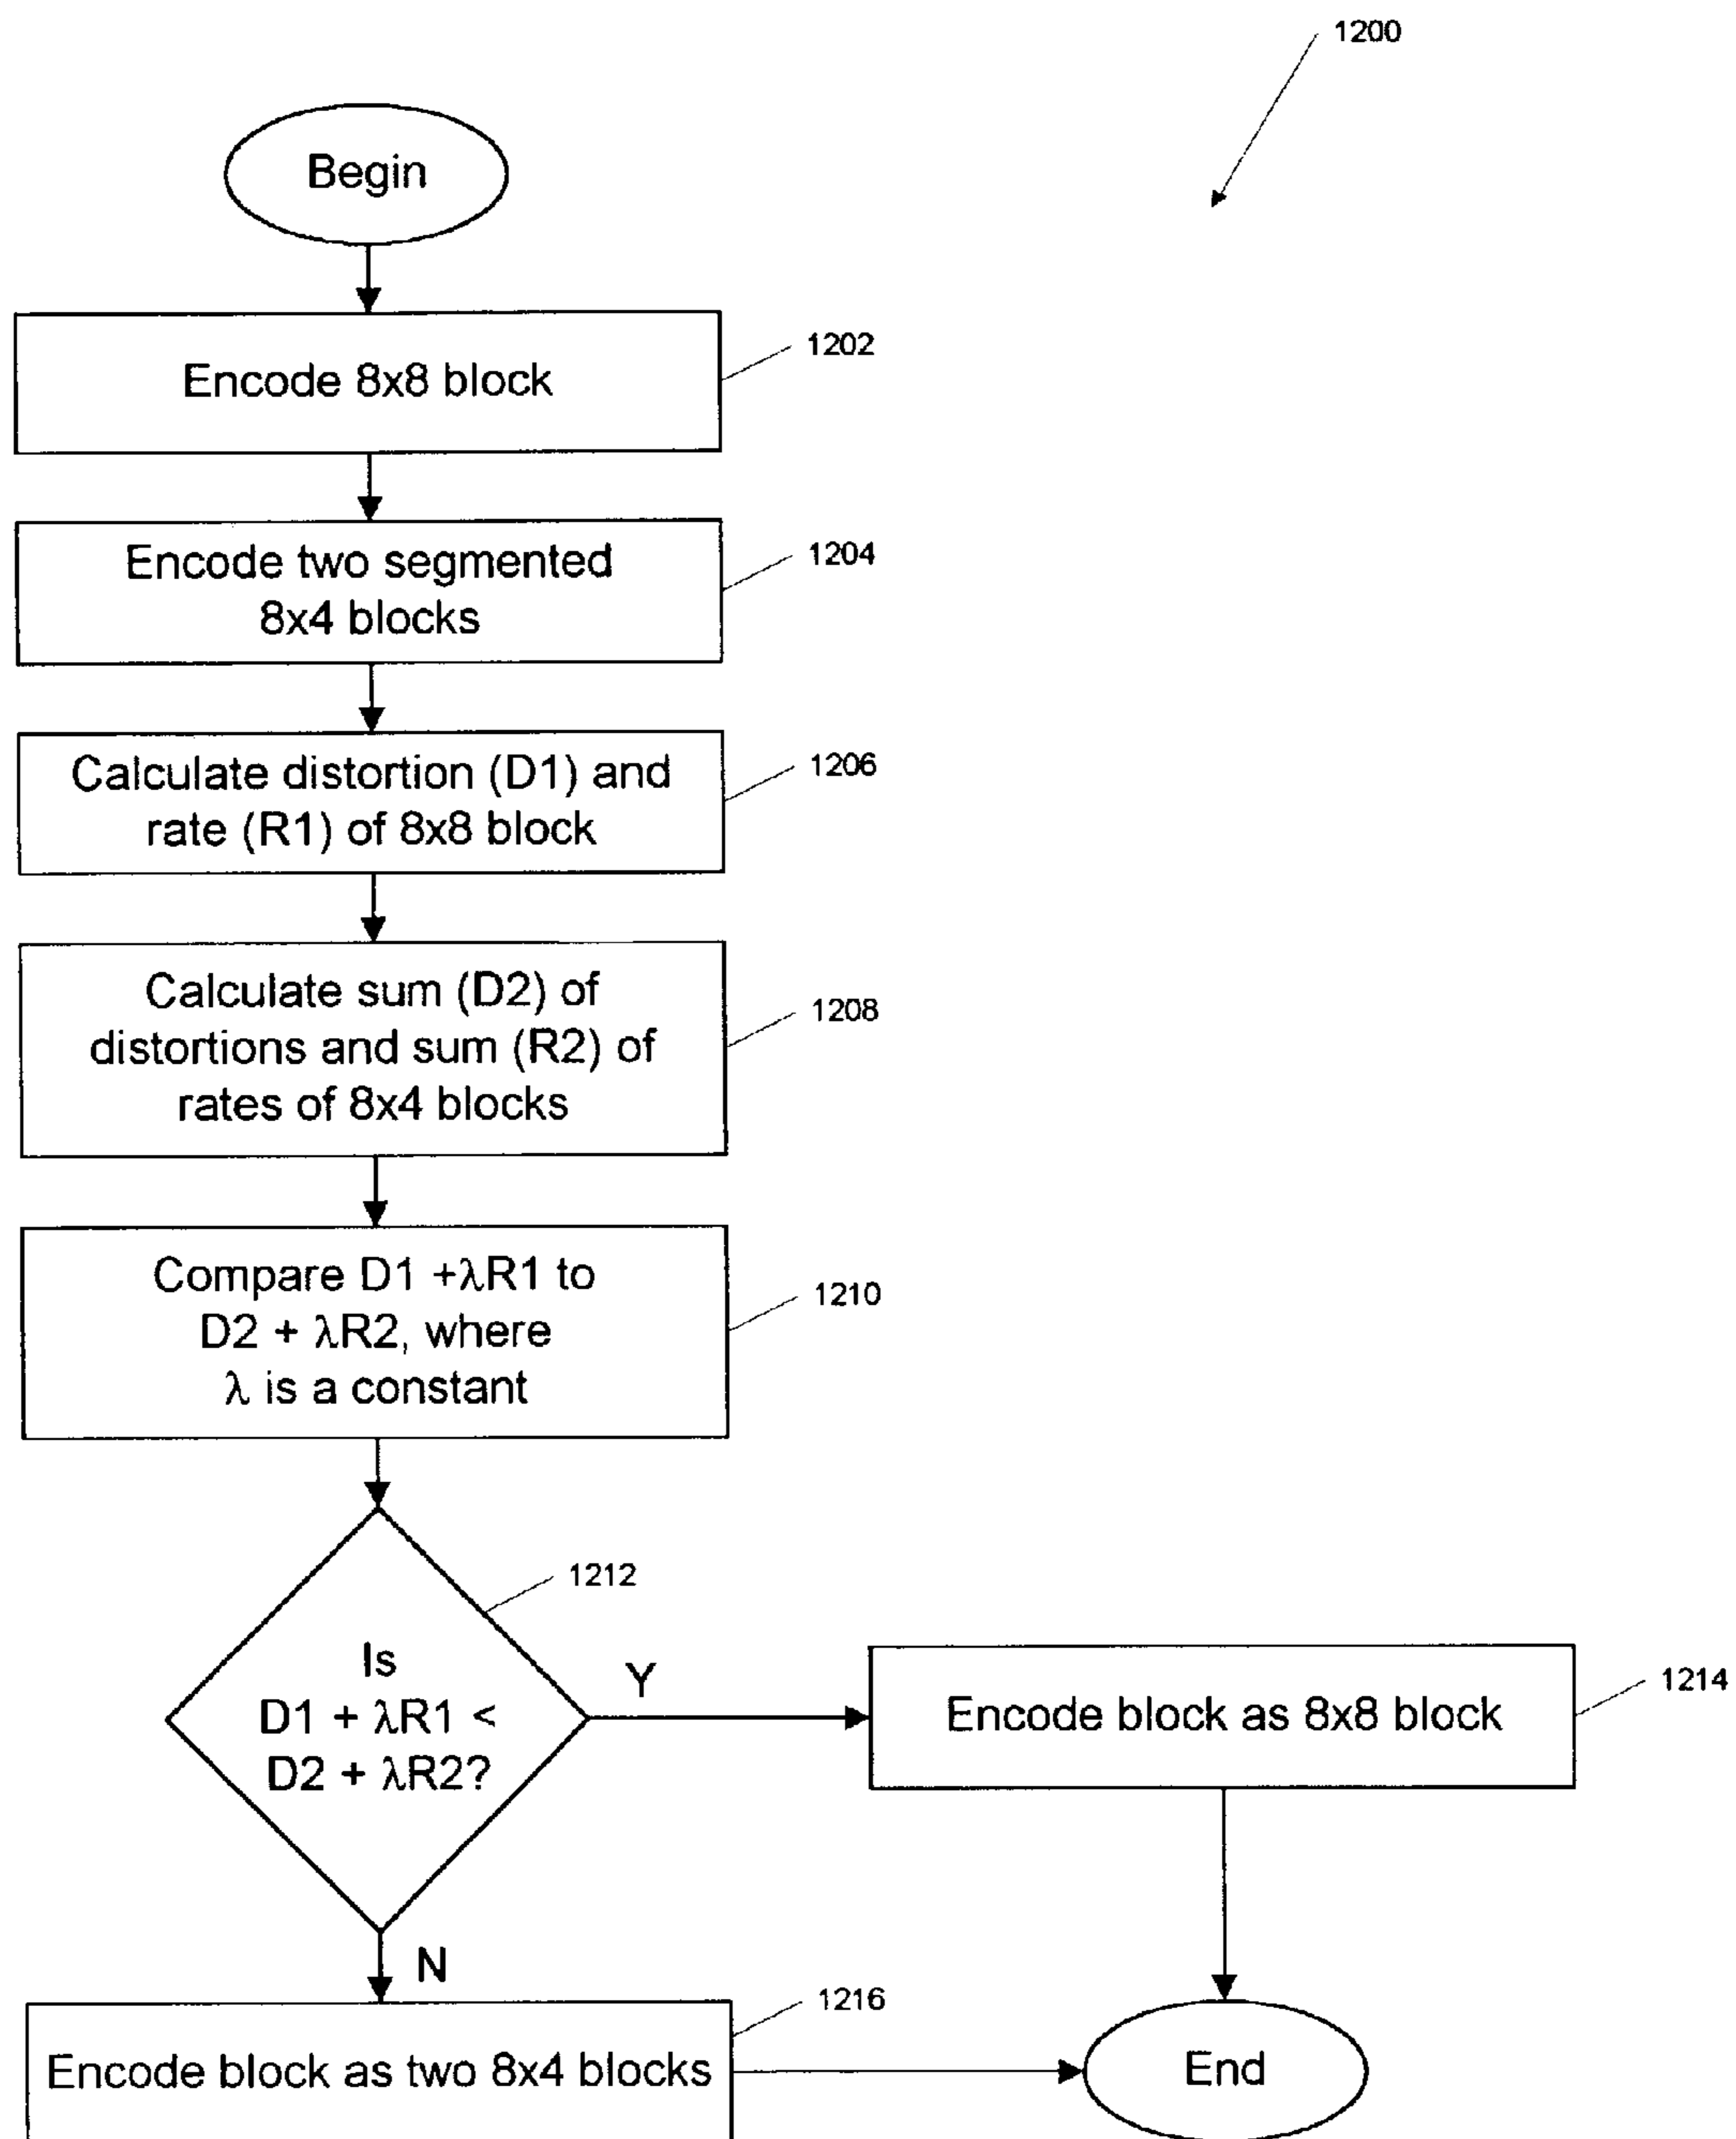 1200
Begin
Encode 8x8 block
1202
Encode two segmented
8x4 blocks
1204
Calculate distortion (D1) and
rate (R1) of 8x8 block
1206
Calculate sum (D2) of
distortions and sum (R2) of
rates of 8x4 blocks
1208
Compare D1 +λR1 to
D2 + λR2, where
λ is a constant
1210
1212
Is
D1 + λR1 <
D2 + λR2?
Y
Encode block as 8x8 block
1214
N
1216
Encode block as two 8x4 blocks
End